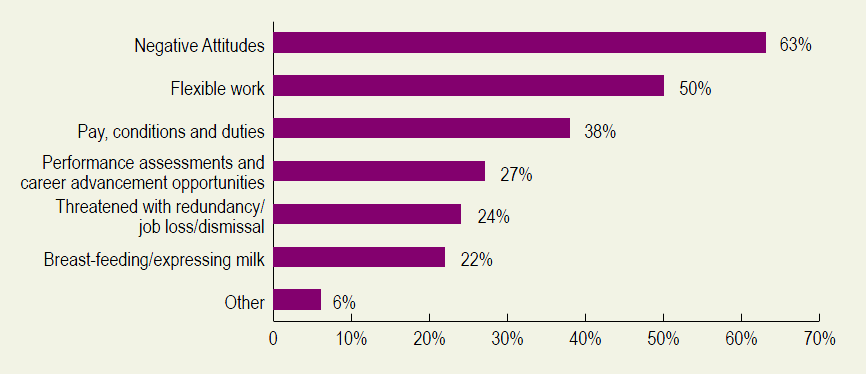 Negative Attitudes 63%
Flexible work 50%
Pay, conditions and duties 38%
Performance assessments and
career advancement opportunities 27%
Threatened with redundancy/
job loss/dismissal 24%
Breast-feeding/expressing milk 22%
Other 6%
0 10% 20% 30% 40% 50% 60% 70%